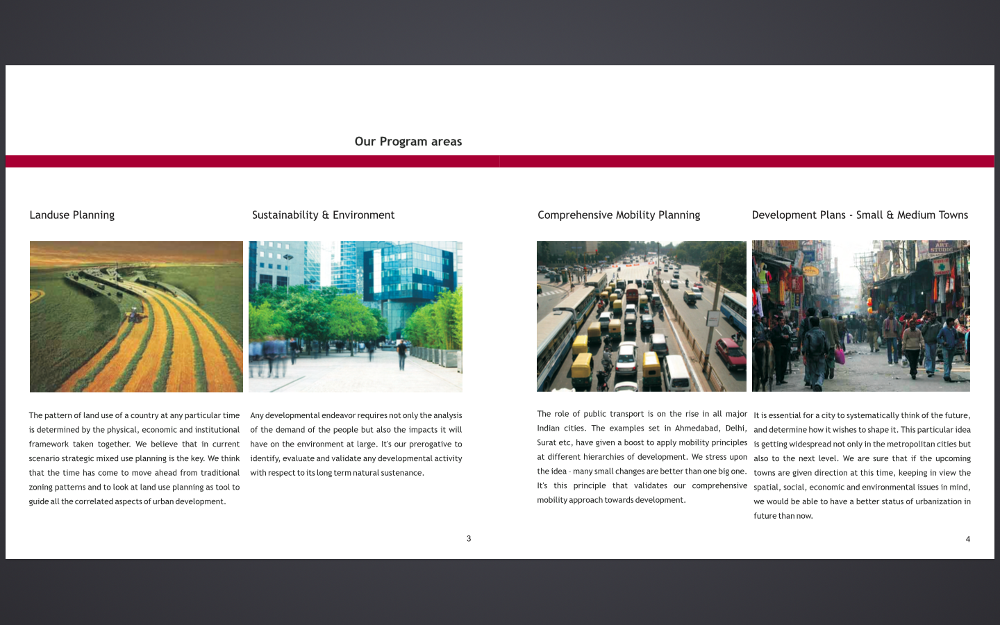 Our Program areas
Landuse Planning
The pattern of land use of a country at any particular time
is determined by the physical, economic and institutional
framework taken together. We believe that in current
scenario strategic mixed use planning is the key. We think
that the time has come to move ahead from traditional
zoning patterns and to look at land use planning as tool to
guide all the correlated aspects of urban development.
Sustainability & Environment
Any developmental endeavor requires not only the analysis
of the demand of the people but also the impacts it will
have on the environment at large. It's our prerogative to
identify, evaluate and validate any developmental activity
with respect to its long term natural sustenance.
3
Comprehensive Mobility Planning
The role of public transport is on the rise in all major
Indian cities. The examples set in Ahmedabad, Delhi,
Surat etc, have given a boost to apply mobility principles
at different hierarchies of development. We stress upon
the idea - many small changes are better than one big one.
It's this principle that validates our comprehensive
mobility approach towards development.
Development Plans - Small & Medium Towns
ART
STUDIO
HOTEL
It is essential for a city to systematically think of the future,
and determine how it wishes to shape it. This particular idea
is getting widespread not only in the metropolitan cities but
also to the next level. We are sure that if the upcoming
towns are given direction at this time, keeping in view the
spatial, social, economic and environmental issues in mind,
we would be able to have a better status of urbanization in
future than now.
4